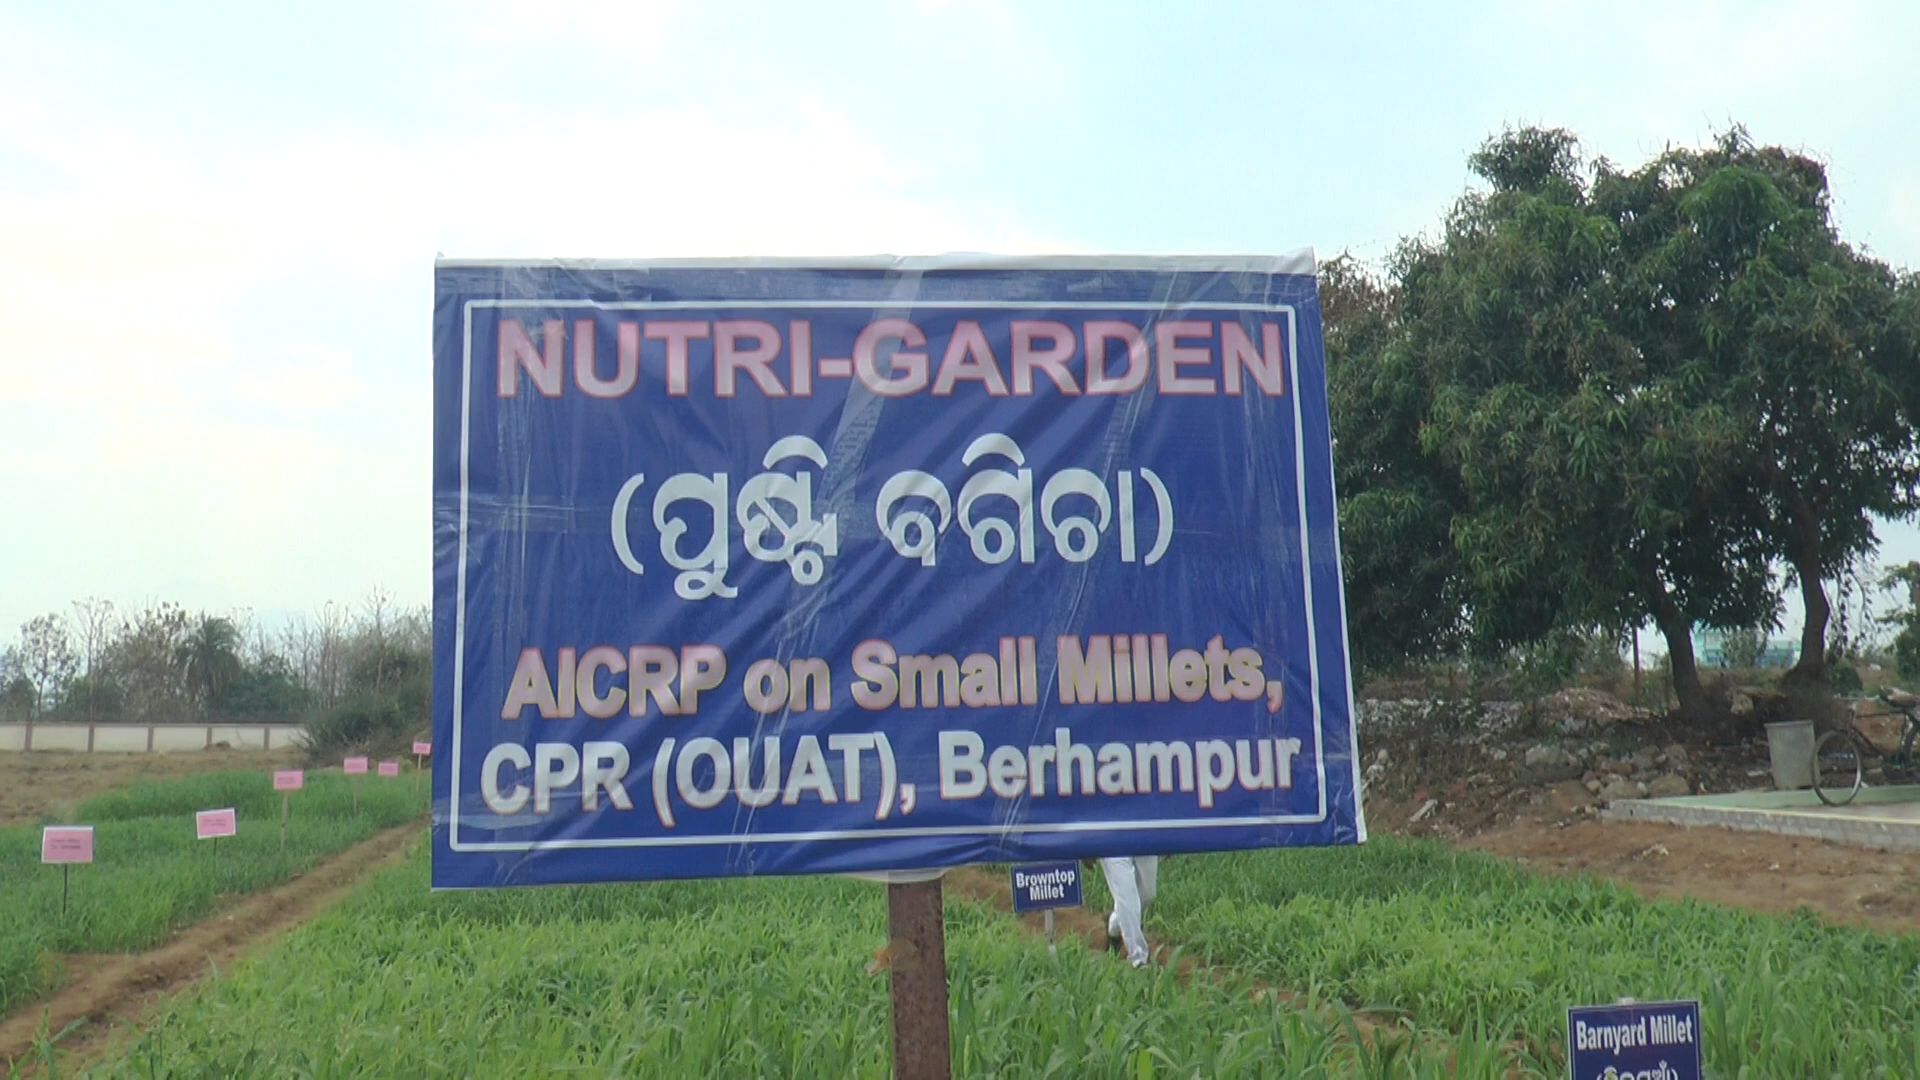 NUTRI-GARDEN
(ପୁଷ୍ଟି ବଗିଚା)
AICRP on Small Millets,
CPR (OUAT), Berhampur
Browntop
Millet
Barnyard Millet